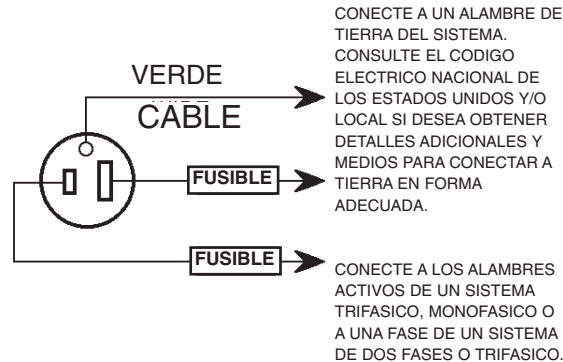 CONECTE A UN ALAMBRE DE
TIERRA DEL SISTEMA.
CONSULTE EL CODIGO
ELECTRICO NACIONAL DE
LOS ESTADOS UNIDOS Y/O
LOCAL SI DESEA OBTENER
DETALLES ADICIONALES Y
MEDIOS PARA CONECTAR A
TIERRA EN FORMA
ADECUADA.
VERDE
CABLE
FUSIBLE
FUSIBLE
CONECTE A LOS ALAMBRES
ACTIVOS DE UN SISTEMA
TRIFASICO, MONOFASICO O
A UNA FASE DE UN SISTEMA
DE DOS FASES O TRIFASICO.